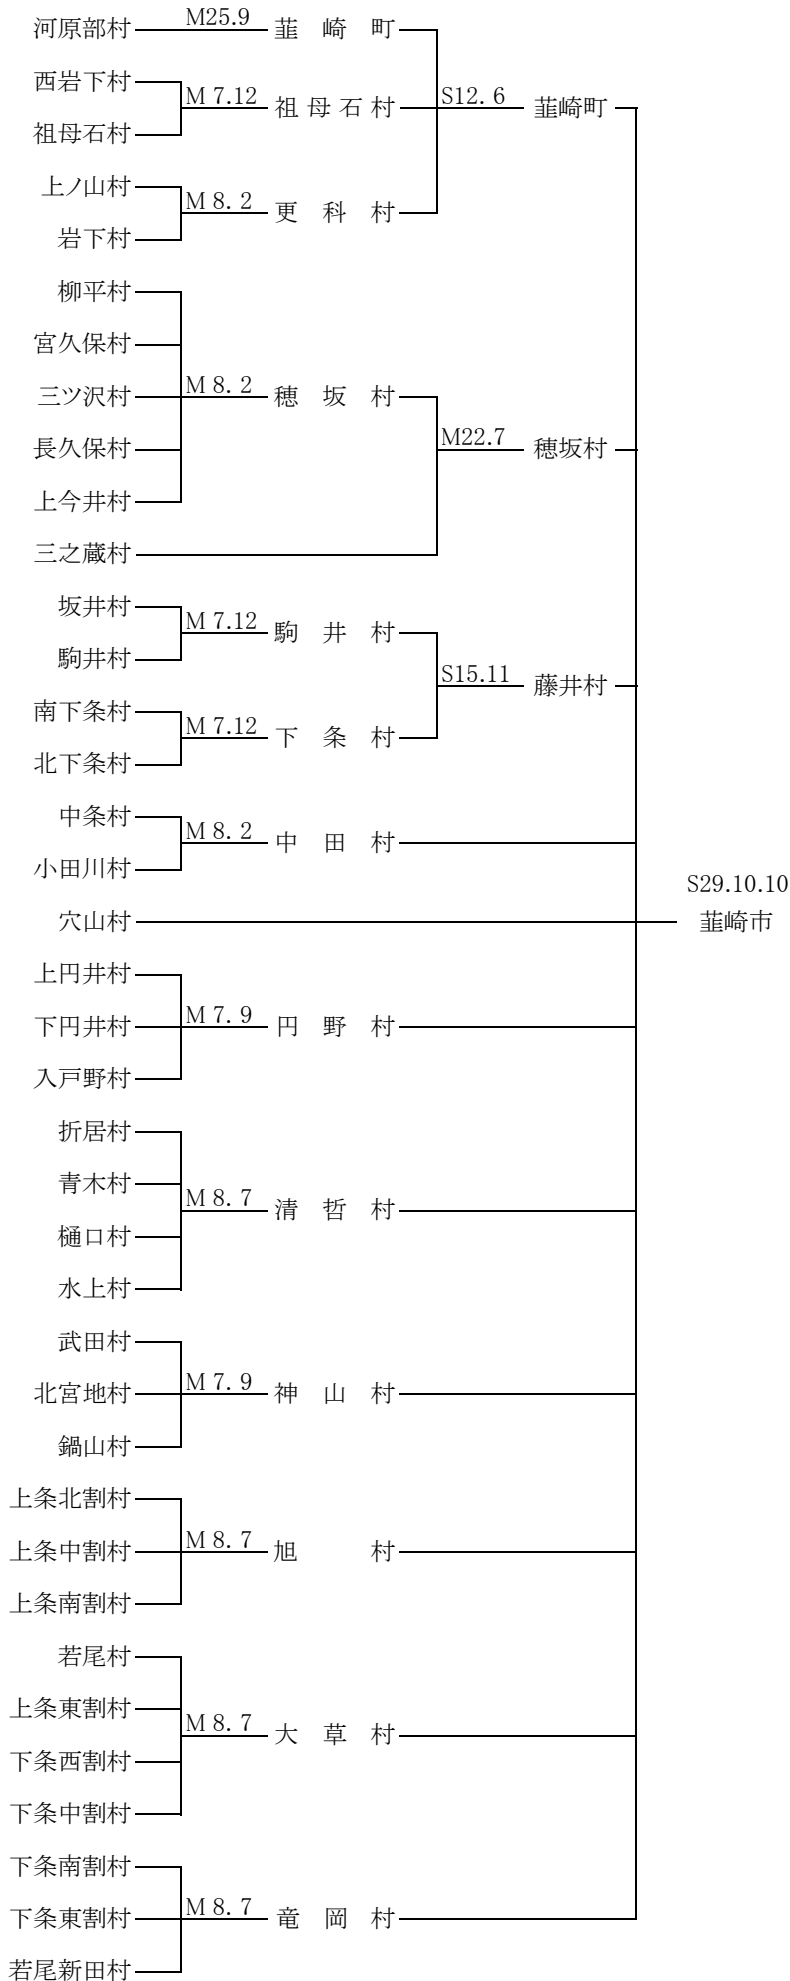 河原部村 M25.9 韮崎町
西岩下村
M 7.12 祖母石村 S12. 6 韮崎町
祖母石村
上ノ山村
M 8. 2 更科村
岩下村
柳平村
宮久保村
三ツ沢村 M 8. 2 穂坂村
M22.7 穂坂村
長久保村
上今井村
三之蔵村
坂井村
M 7.12 駒井村
駒井村
S15.11 藤井村
南下条村
M 7.12 下条村
北下条村
中条村
M 8. 2 中田村
小田川村
S29.10.10
穴山村 韮崎市
上円井村
下円井村 M 7. 9 円野村
入戸野村
折居村
青木村
M 8. 7 清哲村
樋口村
水上村
武田村
北宮地村 M 7. 9 神山村
鍋山村
上条北割村
上条中割村 M 8. 7 旭村
上条南割村
若尾村
上条東割村
M 8. 7 大草村
下条西割村
下条中割村
下条南割村
下条東割村 M 8. 7 竜岡村
若尾新田村